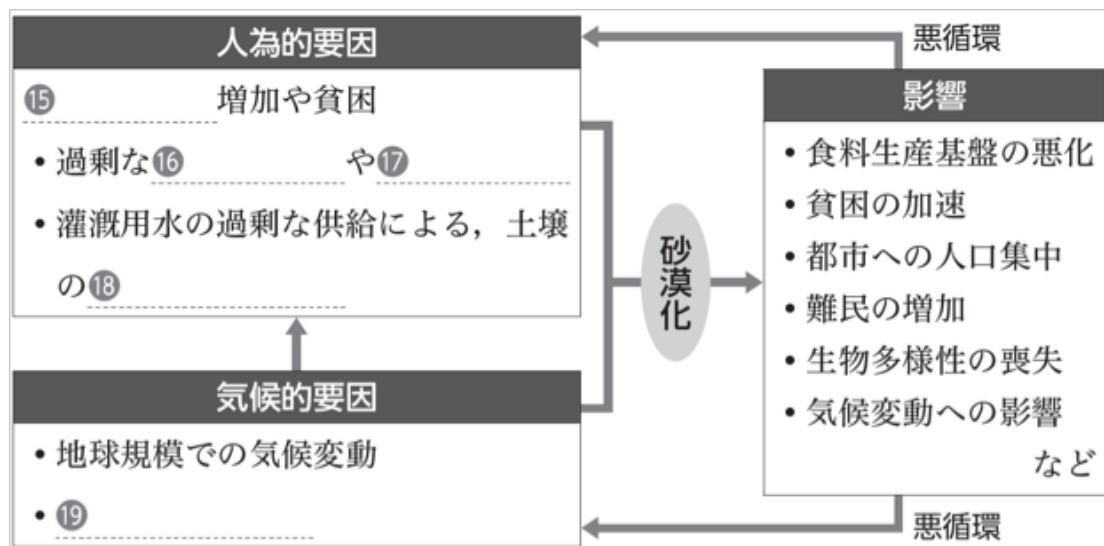 人為的要因
⑮ 増加や貧困
• 過剰な⑯ や⑰
• 灌漑用水の過剰な供給による，土壌
の⑱
気候的要因
• 地球規模での気候変動
• ⑲
砂漠化
悪循環
影響
• 食料生産基盤の悪化
• 貧困の加速
• 都市への人口集中
• 難民の増加
• 生物多様性の喪失
• 気候変動への影響
など
悪循環